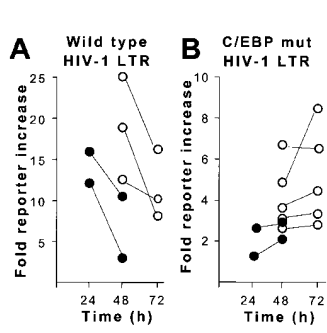 A
Wild type
HIV-1 LTR
Fold reporter increase
25
20
15
10
5
24 48 72
Time (h)
B
C/EBP mut
HIV-1 LTR
Fold reporter increase
10
8
6
4
2
24 48 72
Time (h)